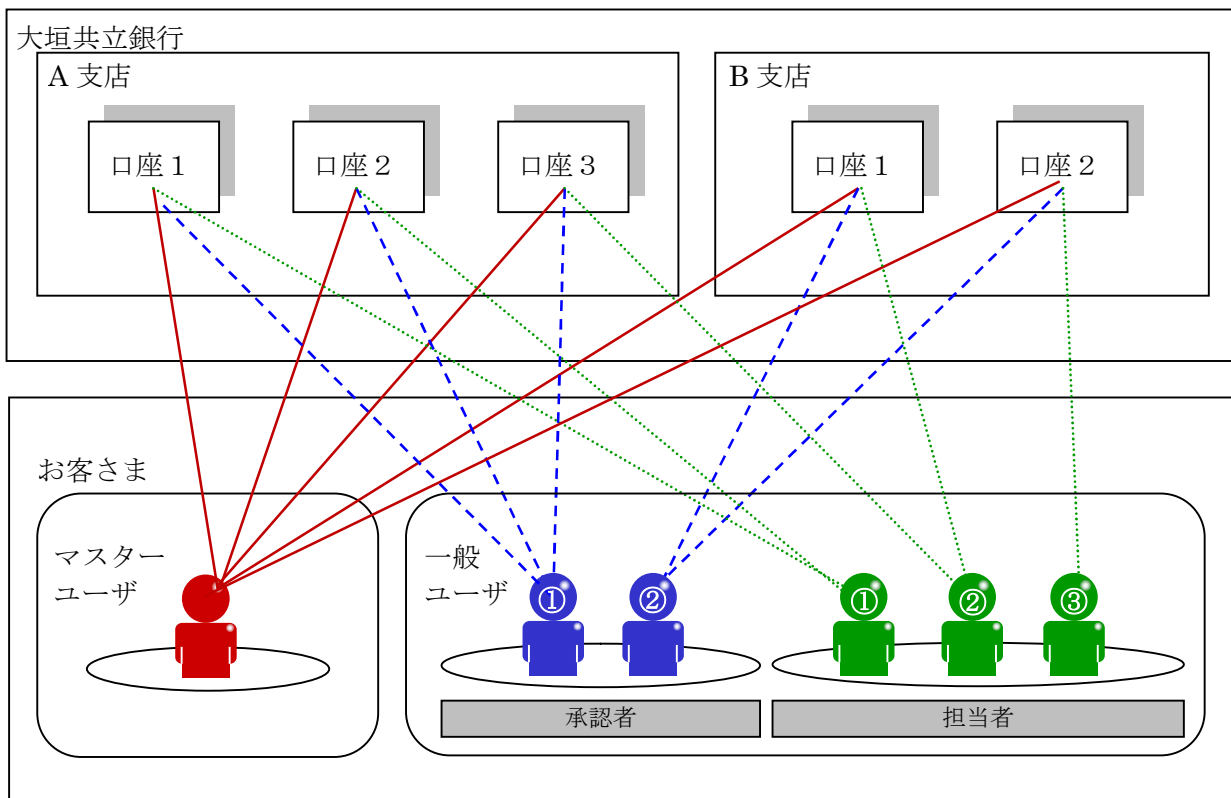 大垣共立銀行
A 支店
B 支店
口座１
口座２
口座３
口座１
口座２
お客さま
マスター
ユーザ
一般
ユーザ
①
②
①
②
③
承認者
担当者